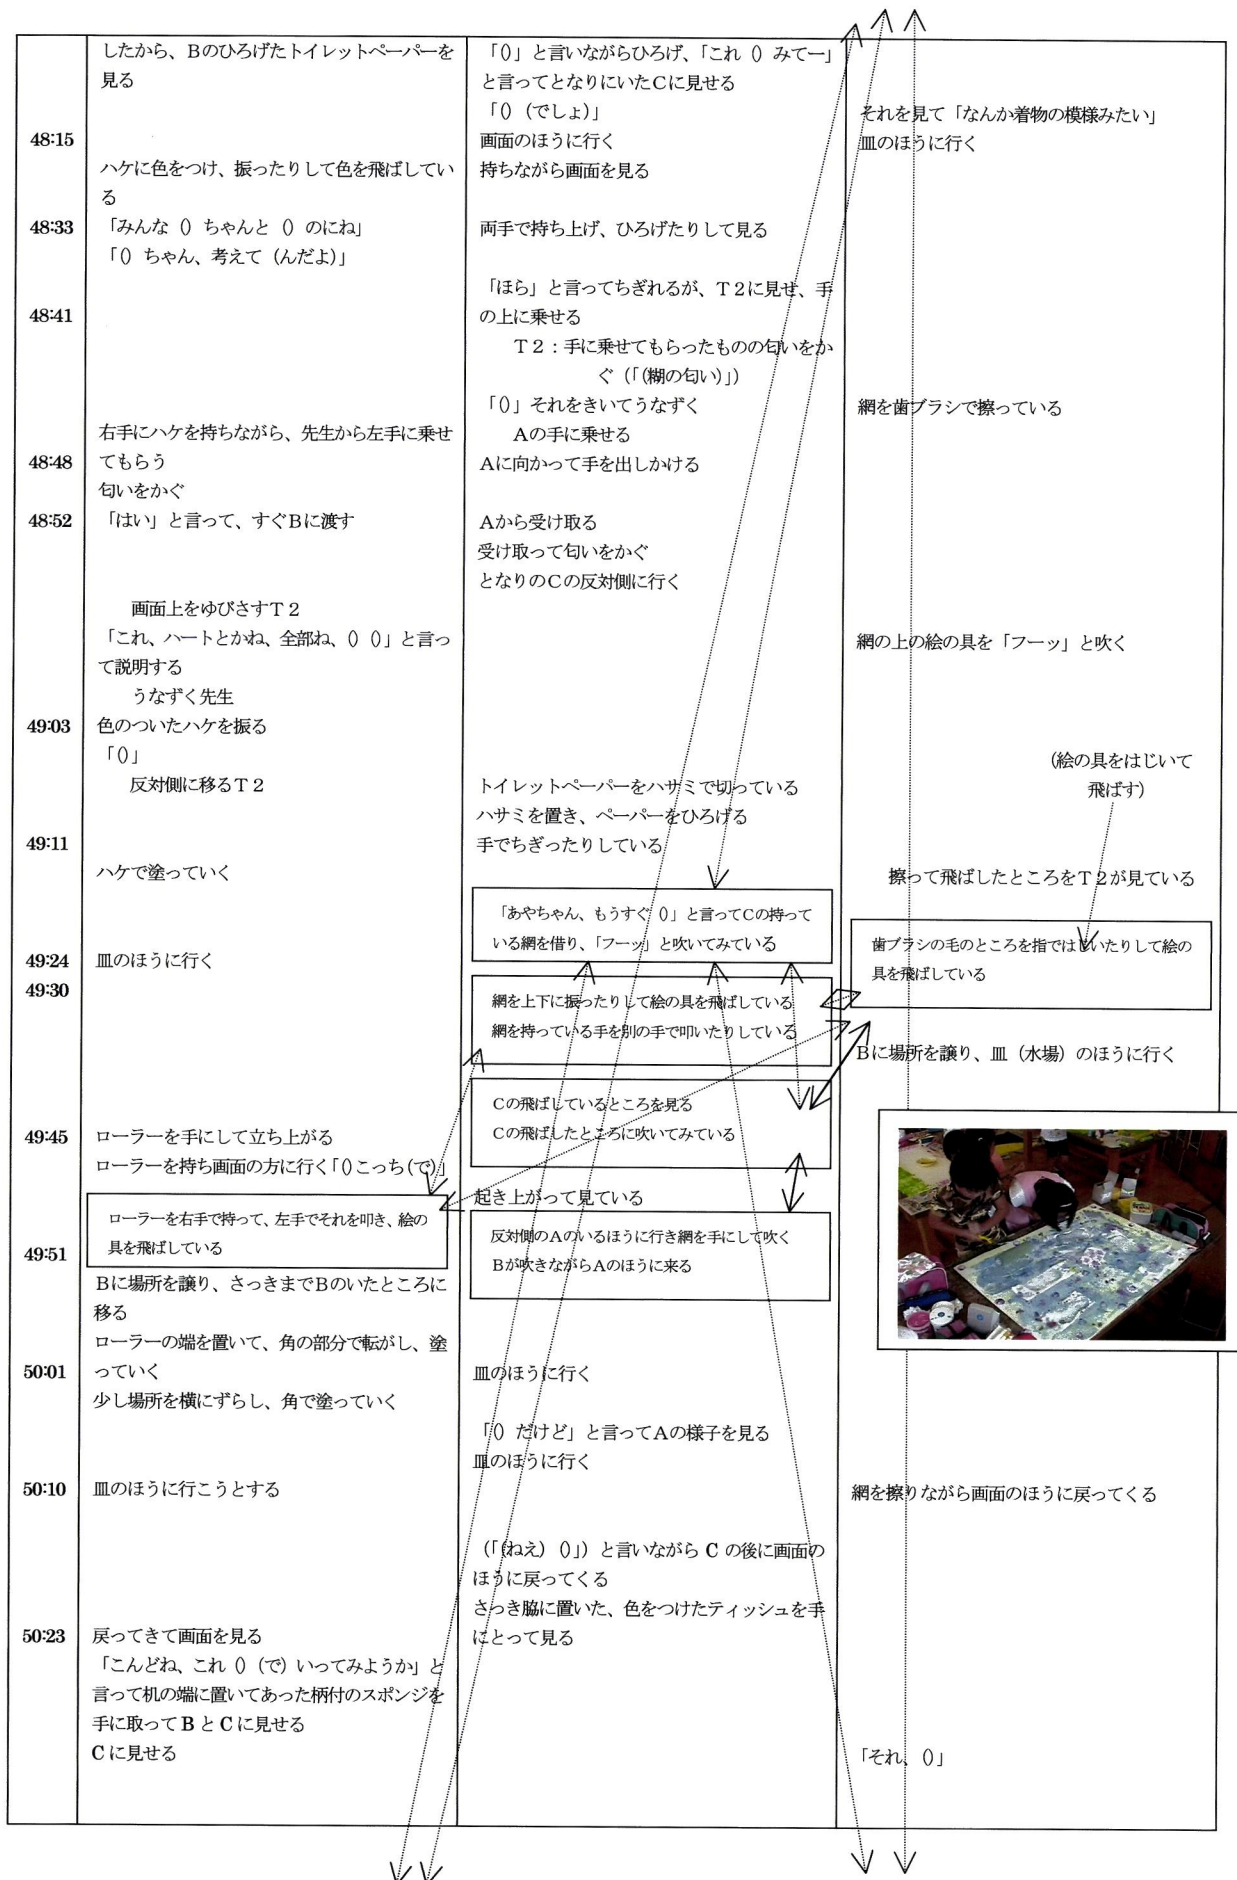 したから、Bのひろげたトイレットペーパーを
見る
「()」と言いながらひろげ、「これ () みてー」
と言ってとなりにいたCに見せる
「() （でしょ）」
それを見て「なんか着物の模様みたい」
48:15
画面のほうに行く
皿のほうに行く
ハケに色をつけ、振ったりして色を飛ばしてい
る
持ちながら画面を見る
48:33
「みんな () ちゃんと () のにね」
「() ちゃん、考えて（んだよ）」
両手で持ち上げ、ひろげたりして見る
「ほら」と言ってちぎれるが、T2に見せ、手
の上に乗せる
48:41
T2：手に乗せてもらったものの匂いをか
ぐ（「（糊の匂い）」）
「()」それをきいてうなずく
Aの手に乗せる
網を歯ブラシで擦っている
右手にハケを持ちながら、先生から左手に乗せ
てもらう
48:48
Aに向かって手を出しかける
匂いをかぐ
48:52
「はい」と言って、すぐBに渡す
Aから受け取る
受け取って匂いをかぐ
となりのCの反対側に行く
画面上をゆびさすT2
「これ、ハートとかね、全部ね、() ()」と言っ
て説明する
うなずく先生
網の上の絵の具を「フーッ」と吹く
49:03
色のついたハケを振る
「()」
反対側に移るT2
トイレットペーパーをハサミで切っている
ハサミを置き、ペーパーをひろげる
（絵の具をはじいて
飛ばす）
49:11
手でちぎったりしている
ハケで塗っていく
擦って飛ばしたところをT2が見ている
「あやちゃん、もうすぐ ()」と言ってCの持って
いる網を借り、「フーッ」と吹いてみている
歯ブラシの毛のところを指ではじいたりして絵の
具を飛ばしている
49:24
皿のほうに行く
49:30
網を上下に振ったりして絵の具を飛ばしている
網を持っている手を別の手で叩いたりしている
Bに場所を譲り、皿（水場）のほうに行く
Cの飛ばしているところを見る
Cの飛ばしたところに吹いてみている
49:45
ローラーを手にして立ち上がる
ローラーを持ち画面の方に行く「()こっち(で)」
起き上がって見ている
ローラーを右手で持って、左手でそれを叩き、絵の
具を飛ばしている
反対側のAのいるほうに行き網を手にして吹く
Bが吹きながらAのほうに来る
49:51
Bに場所を譲り、さっきまでBのいたところに
移る
ローラーの端を置いて、角の部分で転がし、塗
っていく
50:01
皿のほうに行く
少し場所を横にずらし、角で塗っていく
「() だけど」と言ってAの様子を見る
皿のほうに行く
50:10
皿のほうに行こうとする
網を擦りながら画面のほうに戻ってくる
（「（ねえ） ()」）と言いながら C の後に画面の
ほうに戻ってくる
さっき脇に置いた、色をつけたティッシュを手
にとって見る
50:23
戻ってきて画面を見る
「こんどね、これ ()（で）いってみようか」と
言って机の端に置いてあった柄付のスポンジを
手に取って B と C に見せる
C に見せる
「それ、()」